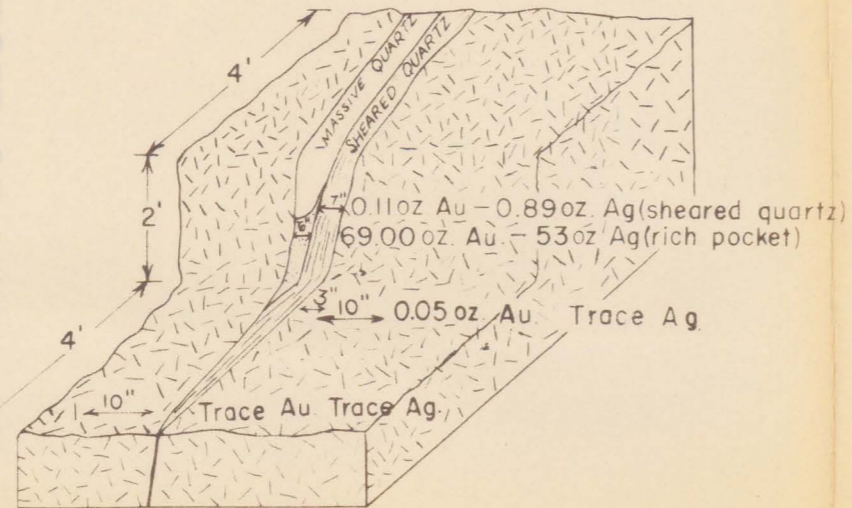 4'
MASSIVE QUARTZ
SHEARED QUARTZ
2'
7" 0.11 oz Au - 0.89 oz. Ag (sheared quartz)
6" 69.00 oz. Au. - 53 oz Ag (rich pocket)
3"
10" 0.05 oz. Au. Trace Ag.
4'
10" Trace Au. Trace Ag.